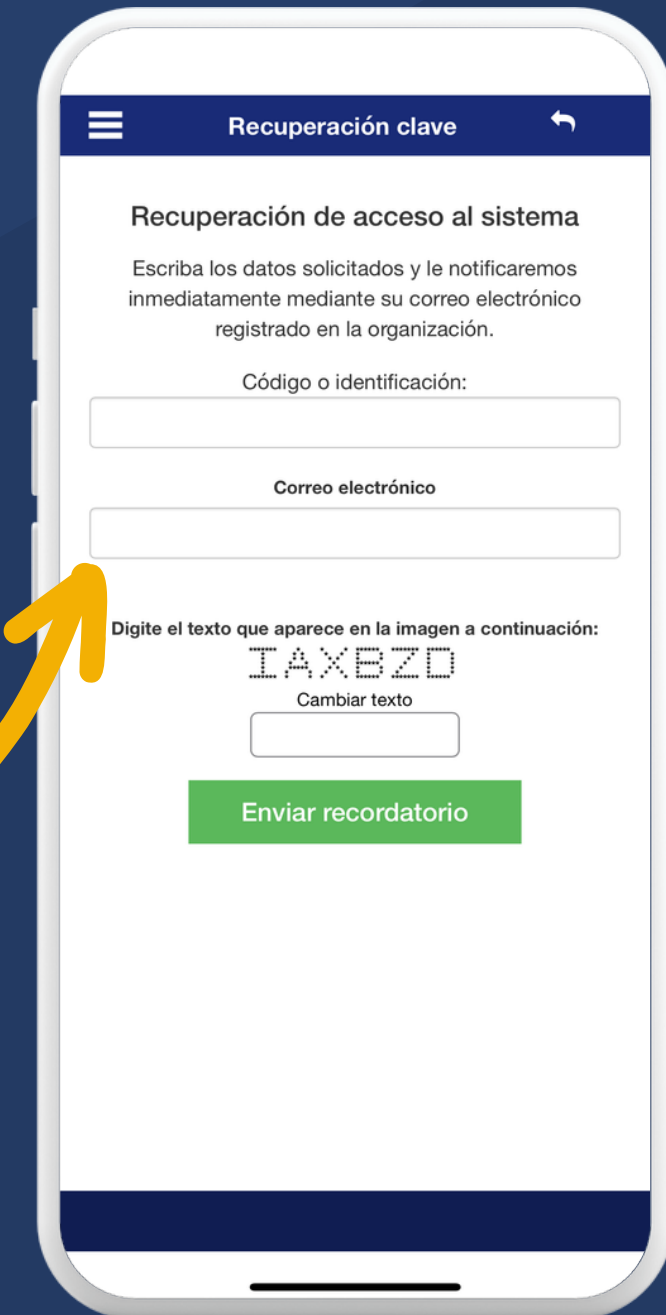 Recuperación clave
Recuperación de acceso al sistema
Escriba los datos solicitados y le notificaremos
inmediatamente mediante su correo electrónico
registrado en la organización.
Código o identificación:
Correo electrónico
Digite el texto que aparece en la imagen a continuación:
IAXBZD
Cambiar texto
Enviar recordatorio